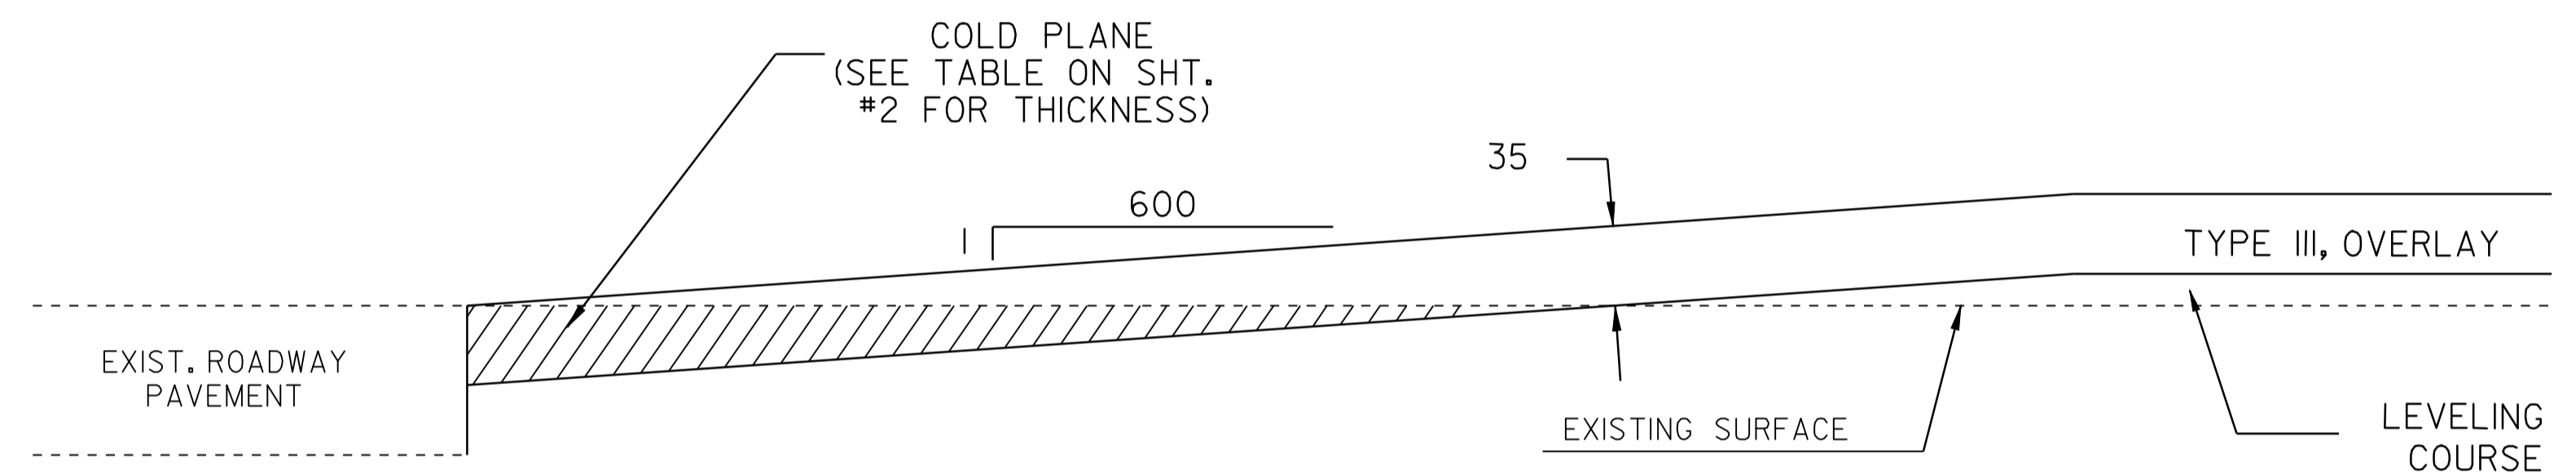 COLD PLANE
(SEE TABLE ON SHT.
#2 FOR THICKNESS)
35
600
1
TYPE III, OVERLAY
EXIST. ROADWAY
PAVEMENT
EXISTING SURFACE
LEVELING
COURSE